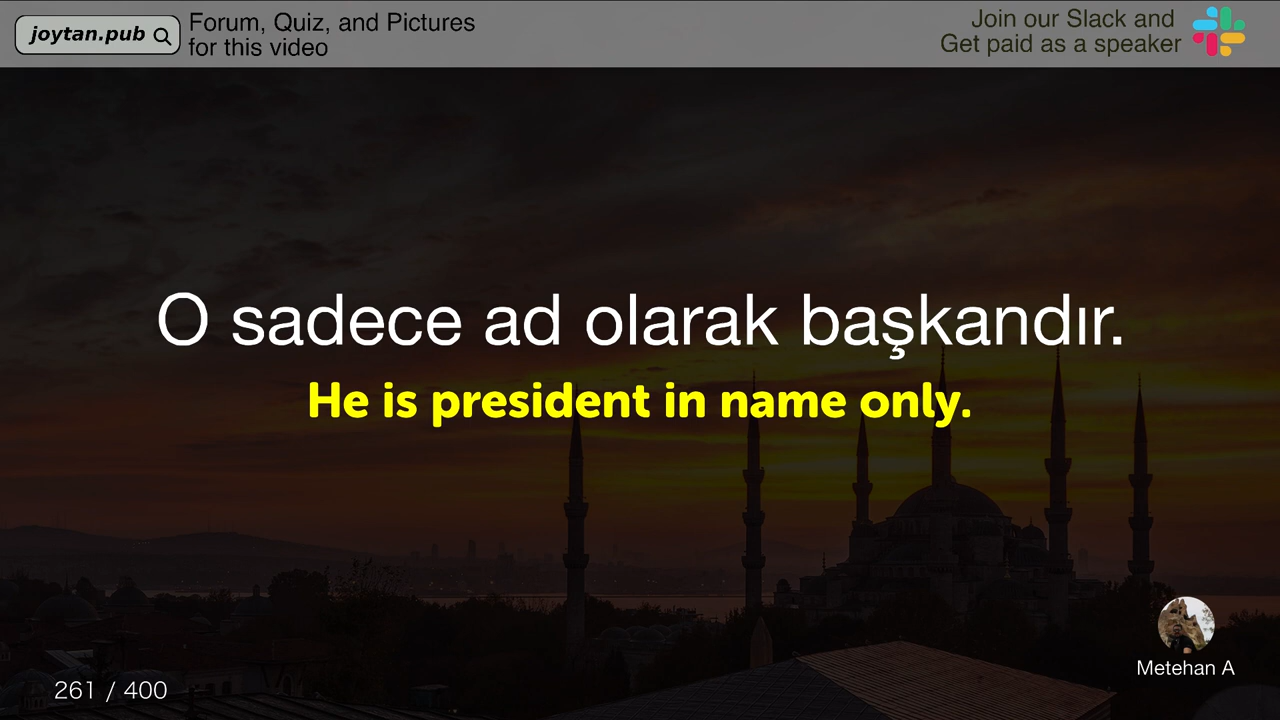 joytan.pub
Forum, Quiz, and Pictures
for this video
Join our Slack and
Get paid as a speaker
O sadece ad olarak başkandır.
He is president in name only.
Metehan A
261 / 400